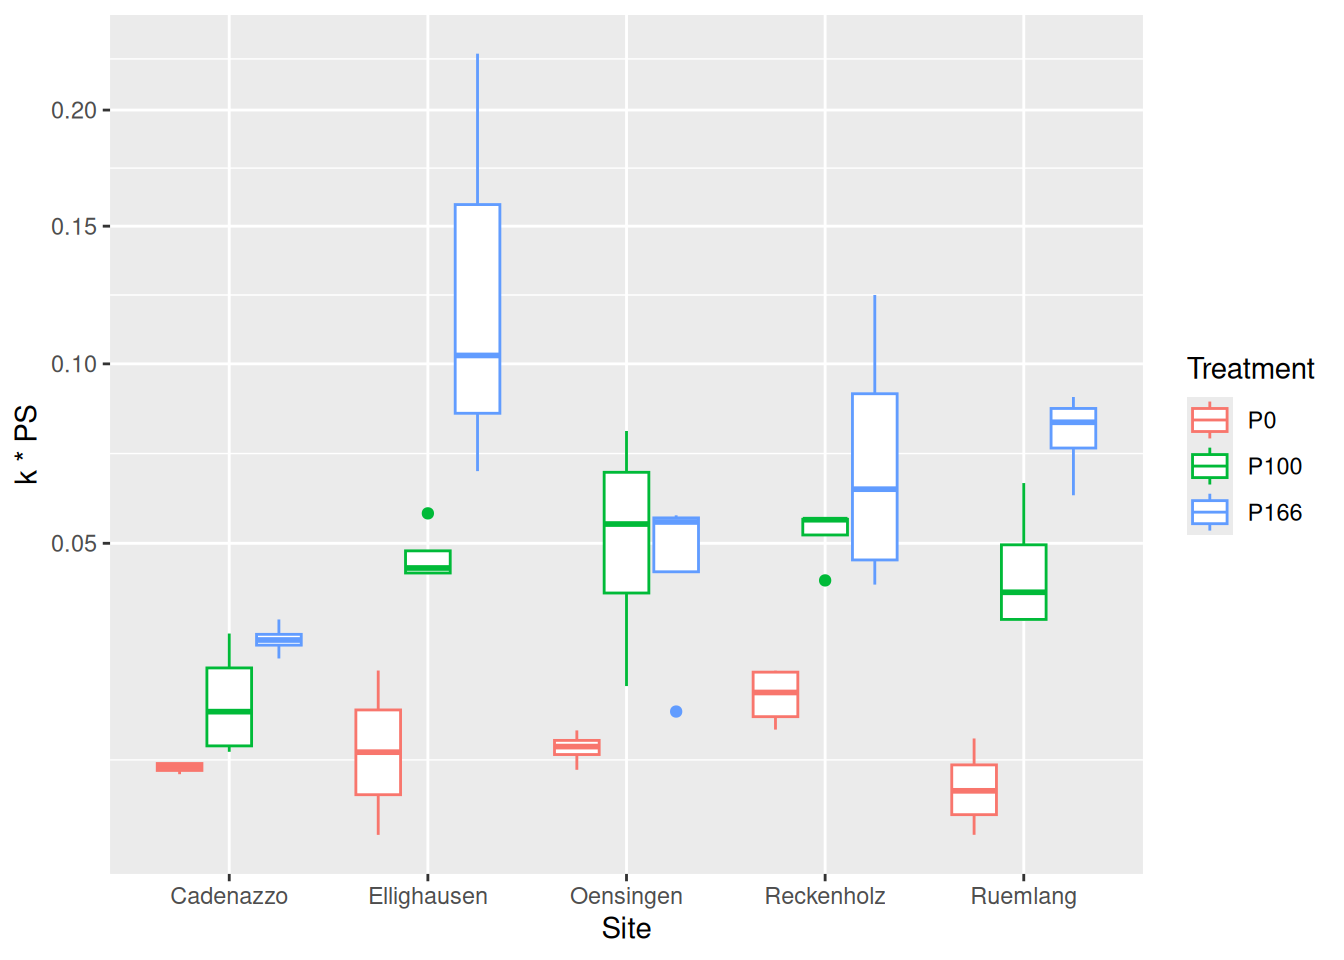 k * PS
0.20
0.15
0.10
0.05
Cadenazzo
Ellighausen
Oensingen
Reckenholz
Ruemlang
Site
Treatment
P0
P100
P166